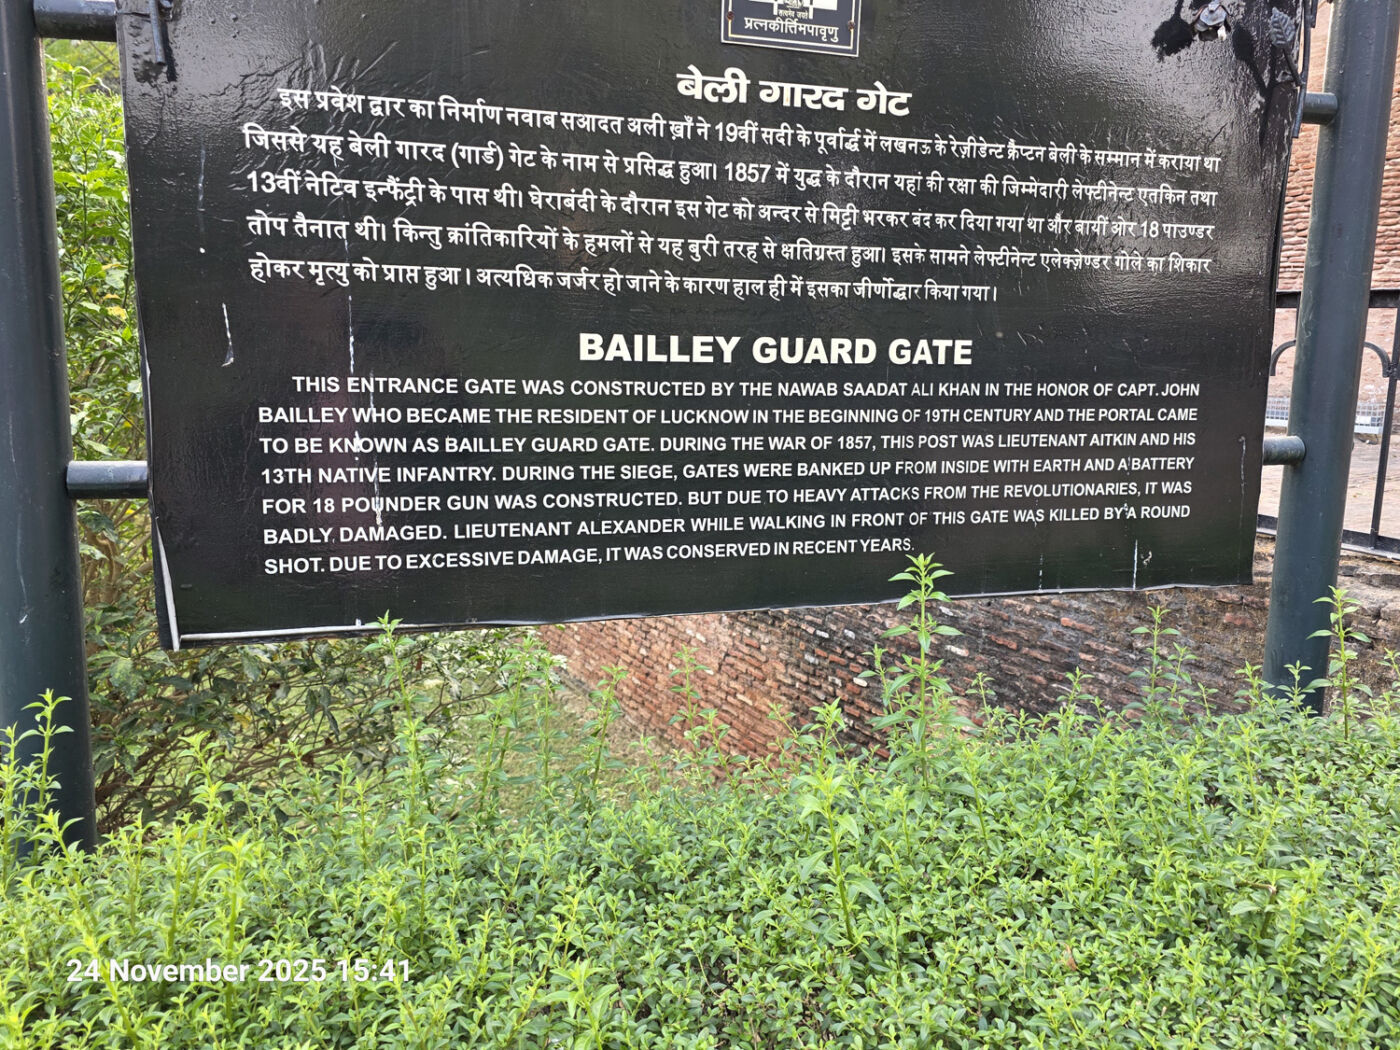 सत्यमेव जयते
प्रत्नकीर्तिमपावृणु
बेली गारद गेट
इस प्रवेश द्वार का निर्माण नवाब सआदत अली ख़ाँ ने 19वीं सदी के पूर्वार्द्ध में लखनऊ के रेज़ीडेन्ट कैप्टन बेली के सम्मान में कराया था
जिससे यह बेली गारद (गार्ड) गेट के नाम से प्रसिद्ध हुआ। 1857 में युद्ध के दौरान यहां की रक्षा की जिम्मेदारी लेफ्टीनेन्ट एतकिन तथा
13वीं नेटिव इन्फैंट्री के पास थी। घेराबंदी के दौरान इस गेट को अन्दर से मिट्टी भरकर बंद कर दिया गया था और बायीं ओर 18 पाउण्डर
तोप तैनात थी। किन्तु क्रांतिकारियों के हमलों से यह बुरी तरह से क्षतिग्रस्त हुआ। इसके सामने लेफ्टीनेन्ट एलेक्ज़ेण्डर गोले का शिकार
होकर मृत्यु को प्राप्त हुआ। अत्यधिक जर्जर हो जाने के कारण हाल ही में इसका जीर्णोद्धार किया गया।
BAILLEY GUARD GATE
THIS ENTRANCE GATE WAS CONSTRUCTED BY THE NAWAB SAADAT ALI KHAN IN THE HONOR OF CAPT. JOHN
BAILLEY WHO BECAME THE RESIDENT OF LUCKNOW IN THE BEGINNING OF 19TH CENTURY AND THE PORTAL CAME
TO BE KNOWN AS BAILLEY GUARD GATE. DURING THE WAR OF 1857, THIS POST WAS LIEUTENANT AITKIN AND HIS
13TH NATIVE INFANTRY. DURING THE SIEGE, GATES WERE BANKED UP FROM INSIDE WITH EARTH AND A BATTERY
FOR 18 POUNDER GUN WAS CONSTRUCTED. BUT DUE TO HEAVY ATTACKS FROM THE REVOLUTIONARIES, IT WAS
BADLY DAMAGED. LIEUTENANT ALEXANDER WHILE WALKING IN FRONT OF THIS GATE WAS KILLED BY A ROUND
SHOT. DUE TO EXCESSIVE DAMAGE, IT WAS CONSERVED IN RECENT YEARS.
24 November 2025 15:41